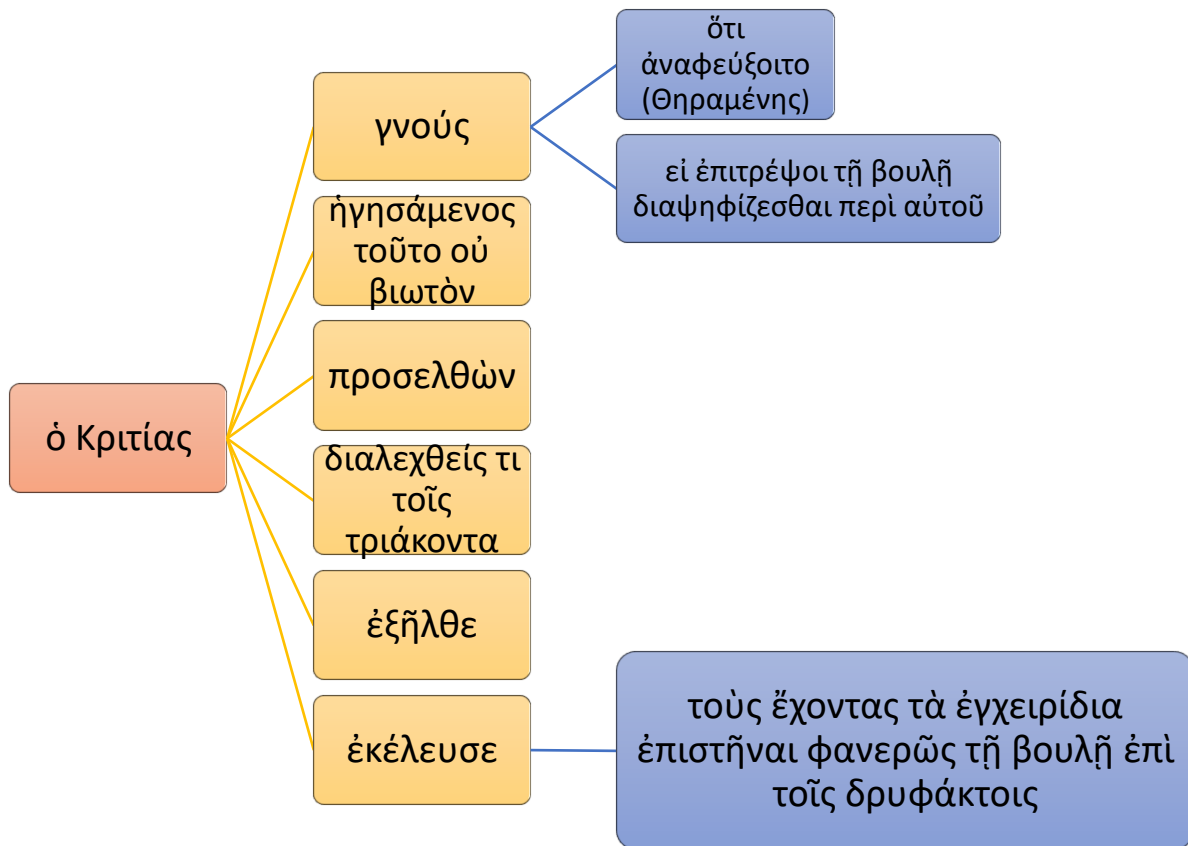 ὁ Κριτίας
γνούς
ὅτι
ἀναφεύξοιτο
(Θηραμένης)
εἰ ἐπιτρέψοι τῇ βουλῇ
διαψηφίζεσθαι περὶ αὐτοῦ
ἡγησάμενος
τοῦτο οὐ
βιωτὸν
προσελθὼν
διαλεχθείς τι
τοῖς
τριάκοντα
ἐξῆλθε
ἐκέλευσε
τοὺς ἔχοντας τὰ ἐγχειρίδια
ἐπιστῆναι φανερῶς τῇ βουλῇ ἐπὶ
τοῖς δρυφάκτοις